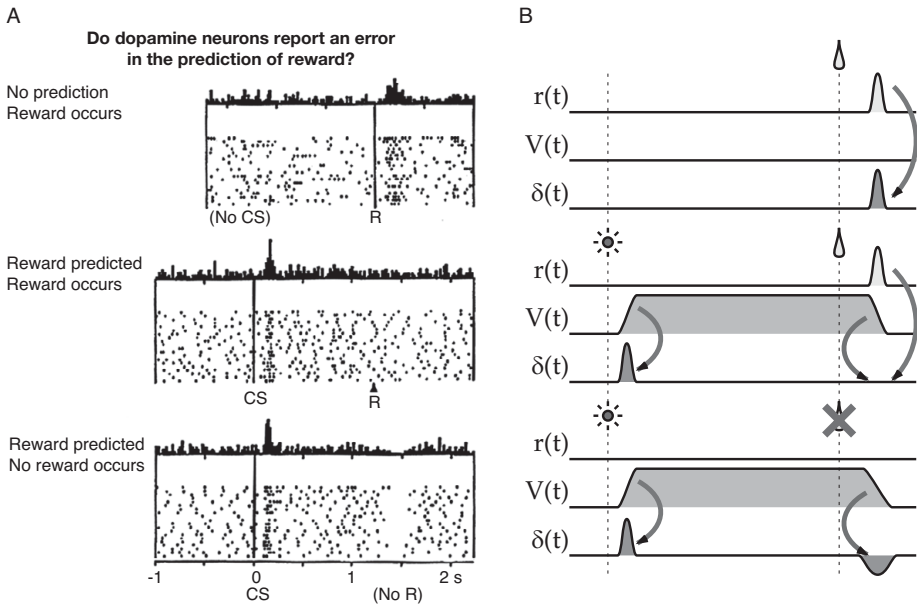 A
Do dopamine neurons report an error
in the prediction of reward?
No prediction
Reward occurs
(No CS)
R
Reward predicted
Reward occurs
CS
R
Reward predicted
No reward occurs
-1
0
1
2 s
CS
(No R)
B
r(t)
V(t)
δ(t)
r(t)
V(t)
δ(t)
r(t)
V(t)
δ(t)